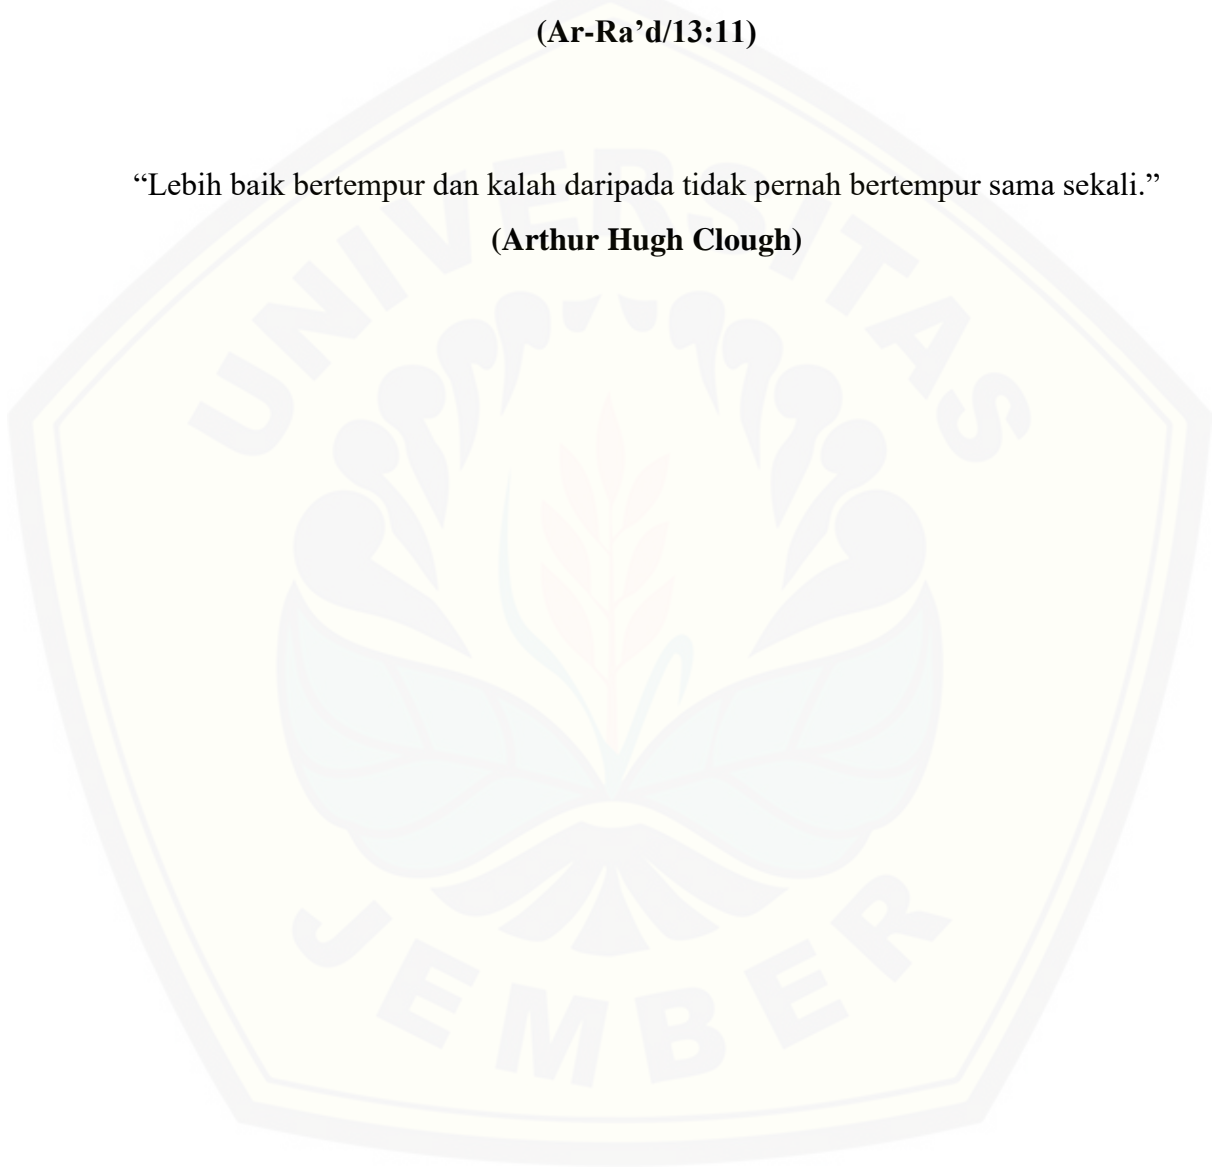 (Ar-Ra’d/13:11)
“Lebih baik bertempur dan kalah daripada tidak pernah bertempur sama sekali.”
(Arthur Hugh Clough)
UNIVERSITAS
JEMBER